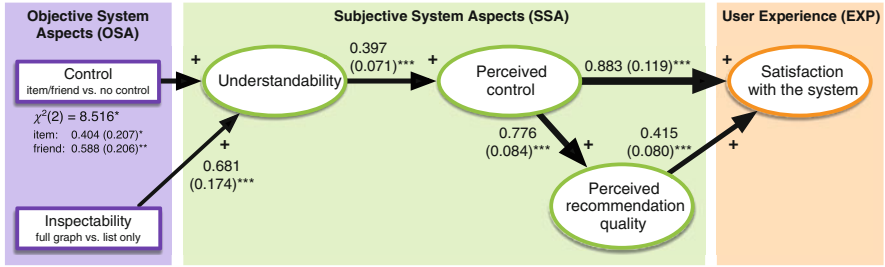 Objective System
Aspects (OSA)
Subjective System Aspects (SSA)
User Experience (EXP)
Control
item/friend vs. no control
χ²(2) = 8.516*
item: 0.404 (0.207)*
friend: 0.588 (0.206)**
Inspectability
full graph vs. list only
+
Understandability
+
0.681
(0.174)***
0.397
(0.071)***
+
Perceived
control
0.883 (0.119)***
+
Satisfaction
with the system
0.776
(0.084)***
+
Perceived
recommendation
quality
0.415
(0.080)***
+